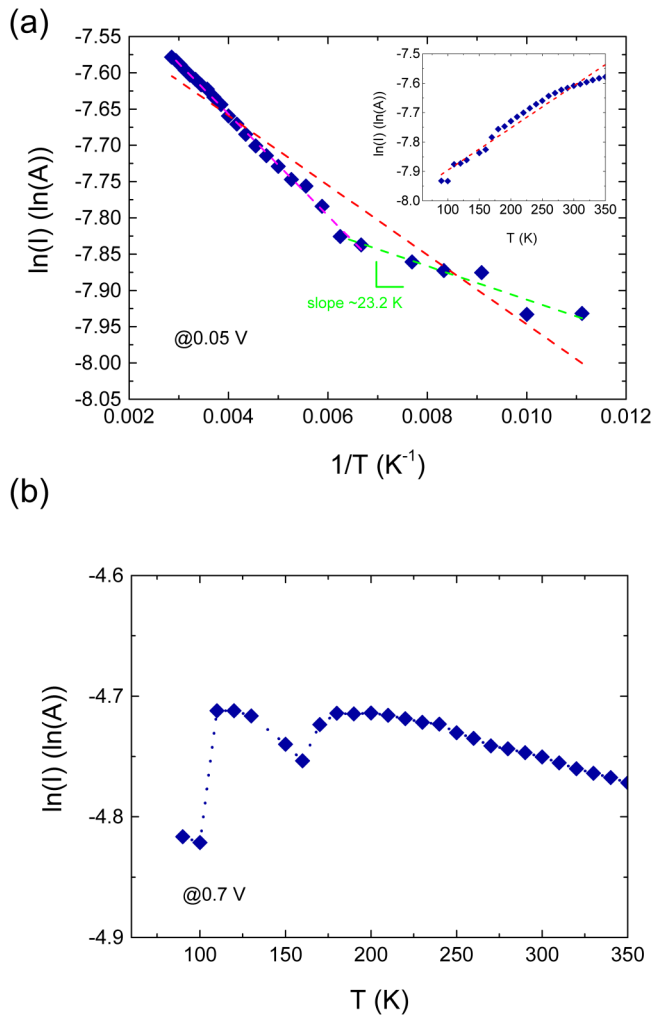 (a)
-7.55
-7.60
-7.65
-7.70
-7.75
-7.80
-7.85
-7.90
-7.95
-8.00
-8.05
ln(I) (ln(A))
0.002 0.004 0.006 0.008 0.010 0.012
1/T (K⁻¹)
slope ~23.2 K
@0.05 V
-7.5
-7.6
-7.7
-7.8
-7.9
-8.0
ln(I) (ln(A))
100 150 200 250 300 350
T (K)
(b)
-4.6
-4.7
-4.8
-4.9
ln(I) (ln(A))
@0.7 V
100 150 200 250 300 350
T (K)